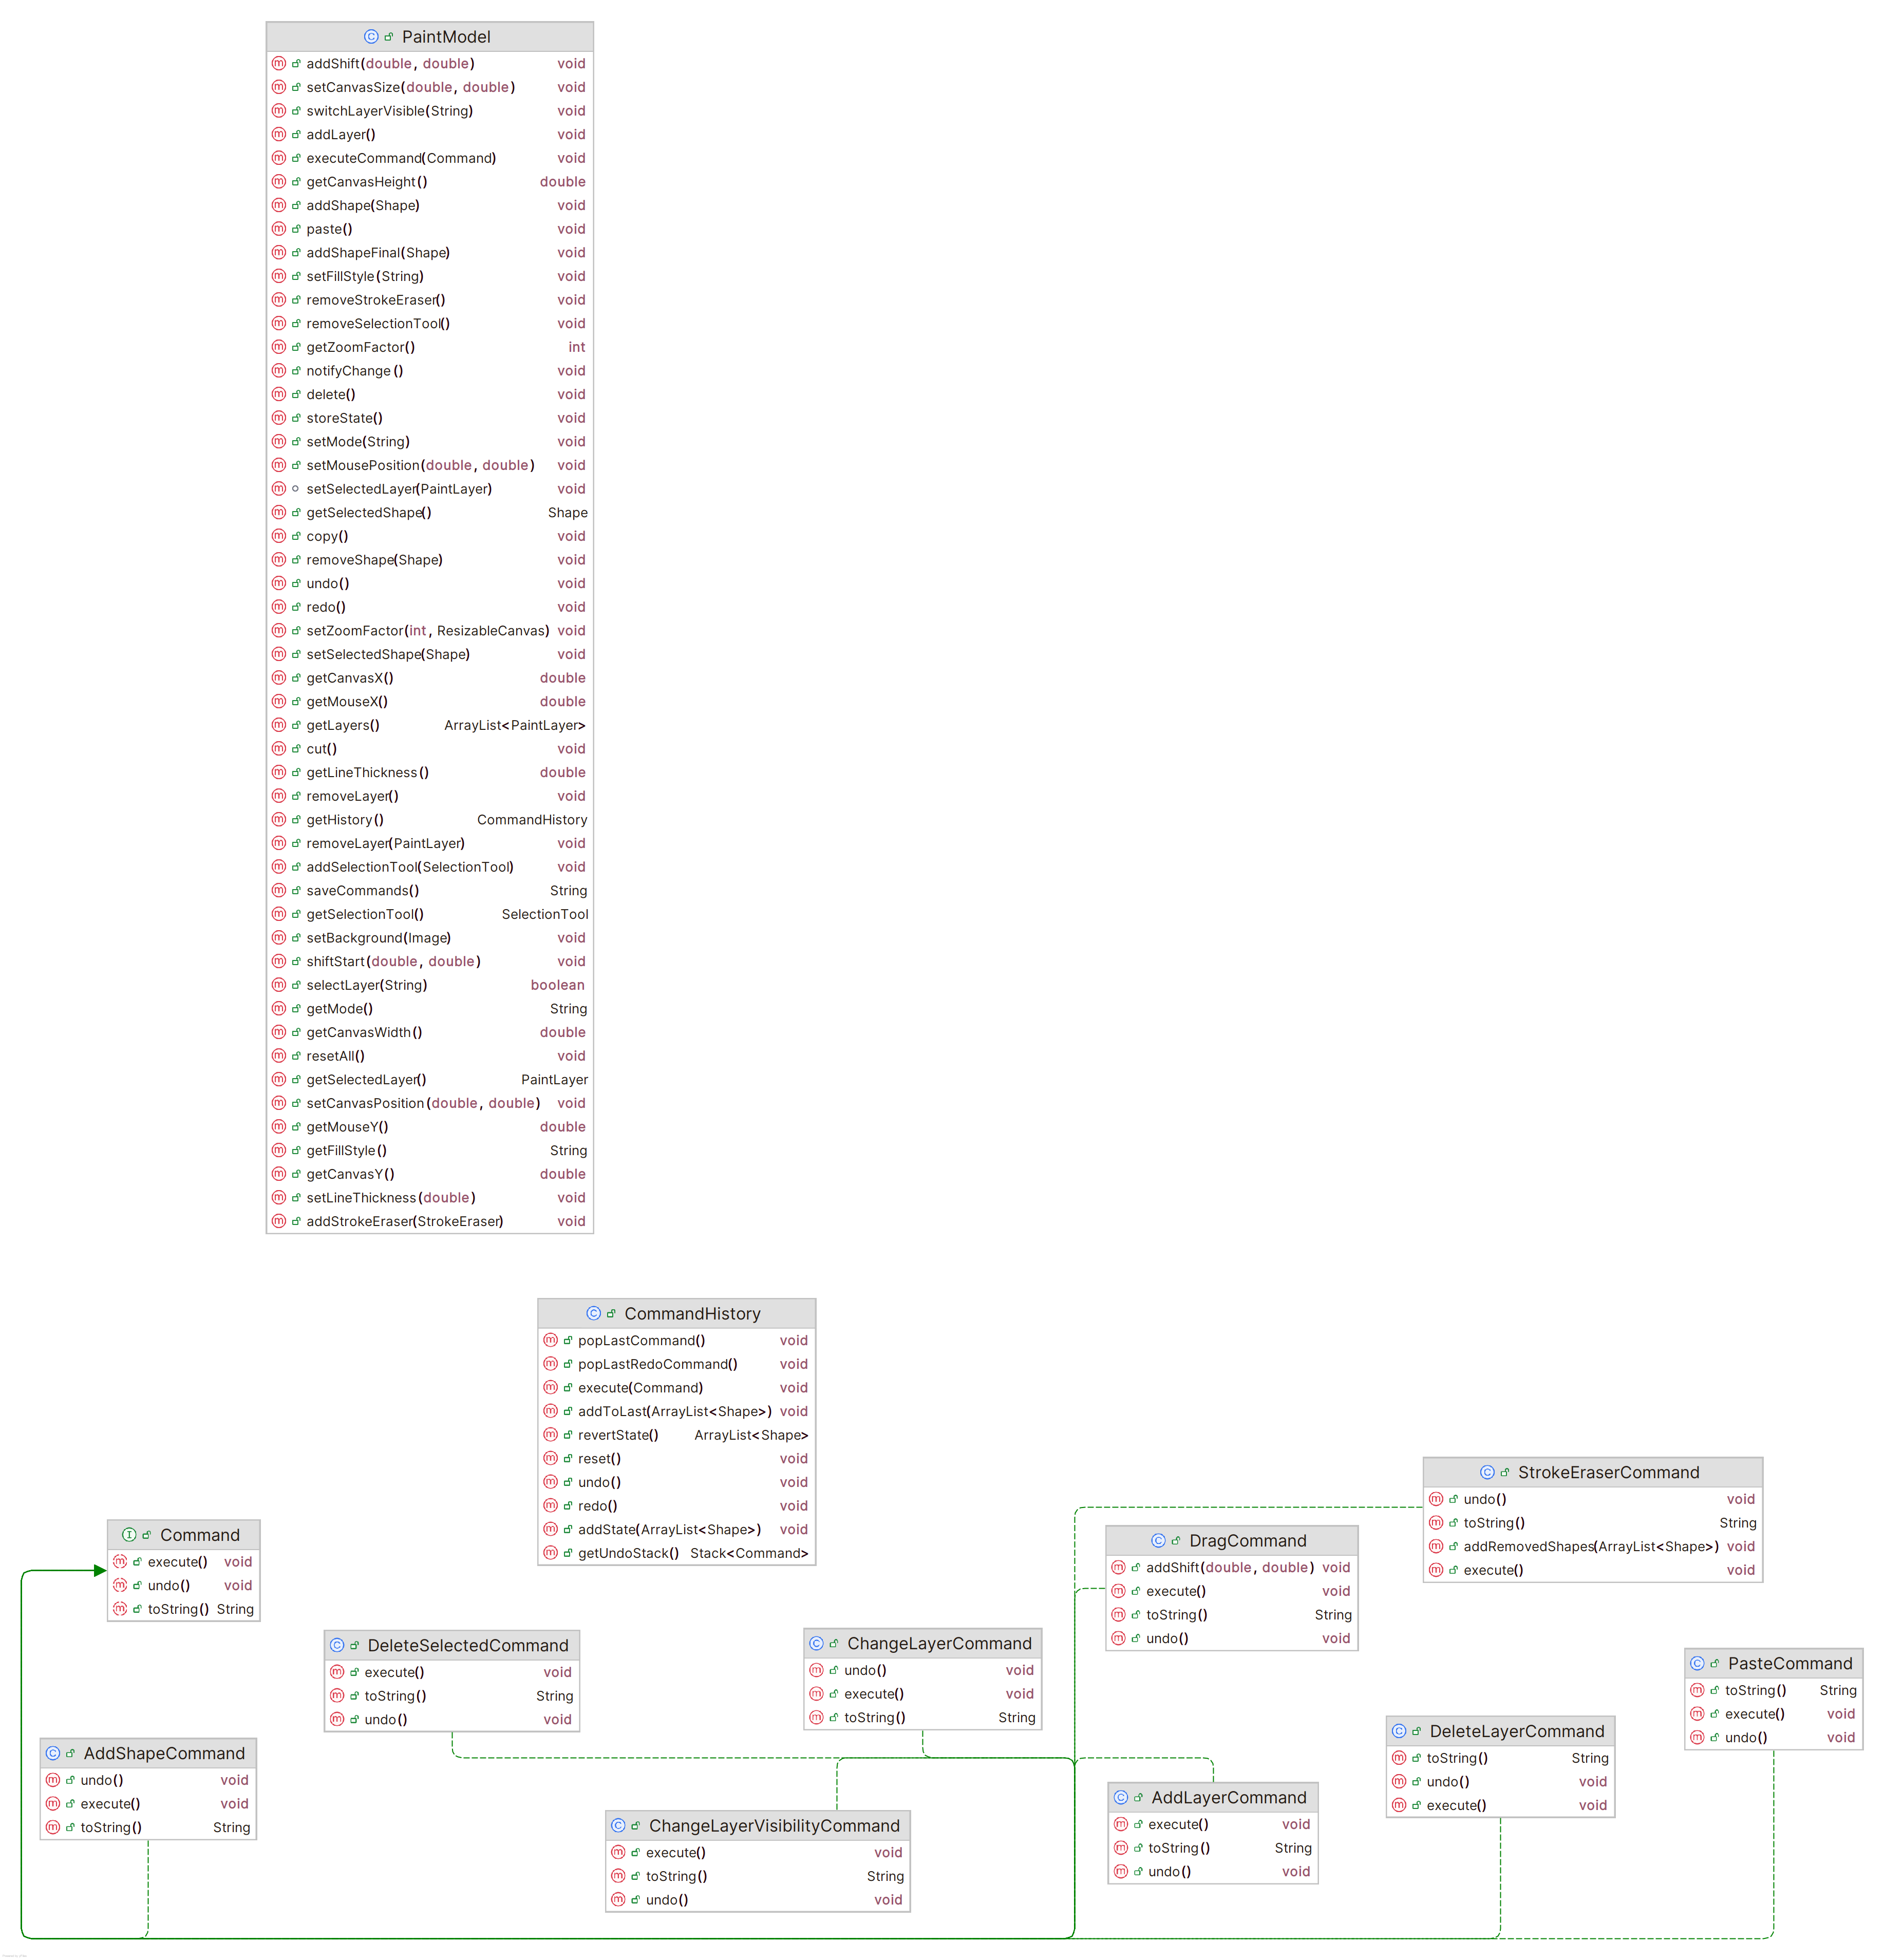 PaintModel
addShift(double, double) void
setCanvasSize(double, double) void
switchLayerVisible(String) void
addLayer() void
executeCommand(Command) void
getCanvasHeight() double
addShape(Shape) void
paste() void
addShapeFinal(Shape) void
setFillStyle(String) void
removeStrokeEraser() void
removeSelectionTool() void
getZoomFactor() int
notifyChange() void
delete() void
storeState() void
setMode(String) void
setMousePosition(double, double) void
setSelectedLayer(PaintLayer) void
getSelectedShape() Shape
copy() void
removeShape(Shape) void
undo() void
redo() void
setZoomFactor(int, ResizableCanvas) void
setSelectedShape(Shape) void
getCanvasX() double
getMouseX() double
getLayers() ArrayList<PaintLayer>
cut() void
getLineThickness() double
removeLayer() void
getHistory() CommandHistory
removeLayer(PaintLayer) void
addSelectionTool(SelectionTool) void
saveCommands() String
getSelectionTool() SelectionTool
setBackground(Image) void
shiftStart(double, double) void
selectLayer(String) boolean
getMode() String
getCanvasWidth() double
resetAll() void
getSelectedLayer() PaintLayer
setCanvasPosition(double, double) void
getMouseY() double
getFillStyle() String
getCanvasY() double
setLineThickness(double) void
addStrokeEraser(StrokeEraser) void
CommandHistory
popLastCommand() void
popLastRedoCommand() void
execute(Command) void
addToLast(ArrayList<Shape>) void
revertState() ArrayList<Shape>
reset() void
undo() void
redo() void
addState(ArrayList<Shape>) void
getUndoStack() Stack<Command>
StrokeEraserCommand
undo() void
toString() String
addRemovedShapes(ArrayList<Shape>) void
execute() void
Command
execute() void
undo() void
toString() String
DragCommand
addShift(double, double) void
execute() void
toString() String
undo() void
DeleteSelectedCommand
execute() void
toString() String
undo() void
ChangeLayerCommand
undo() void
execute() void
toString() String
PasteCommand
toString() String
execute() void
undo() void
DeleteLayerCommand
toString() String
undo() void
execute() void
AddShapeCommand
undo() void
execute() void
toString() String
AddLayerCommand
execute() void
toString() String
undo() void
ChangeLayerVisibilityCommand
execute() void
toString() String
undo() void